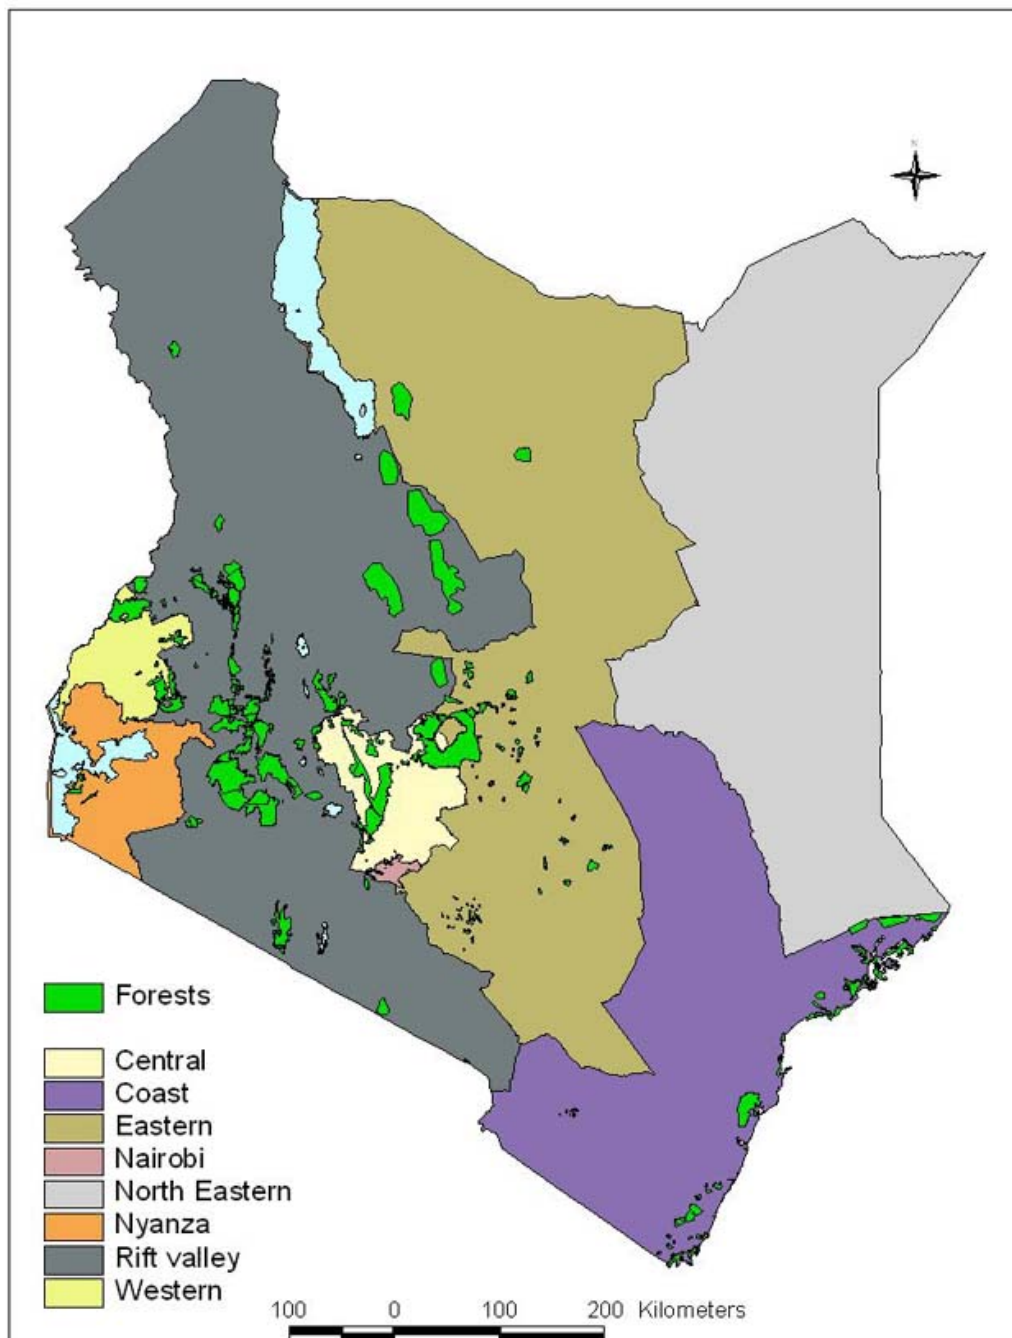 N
Forests
Central
Coast
Eastern
Nairobi
North Eastern
Nyanza
Rift valley
Western
100 0 100 200 Kilometers